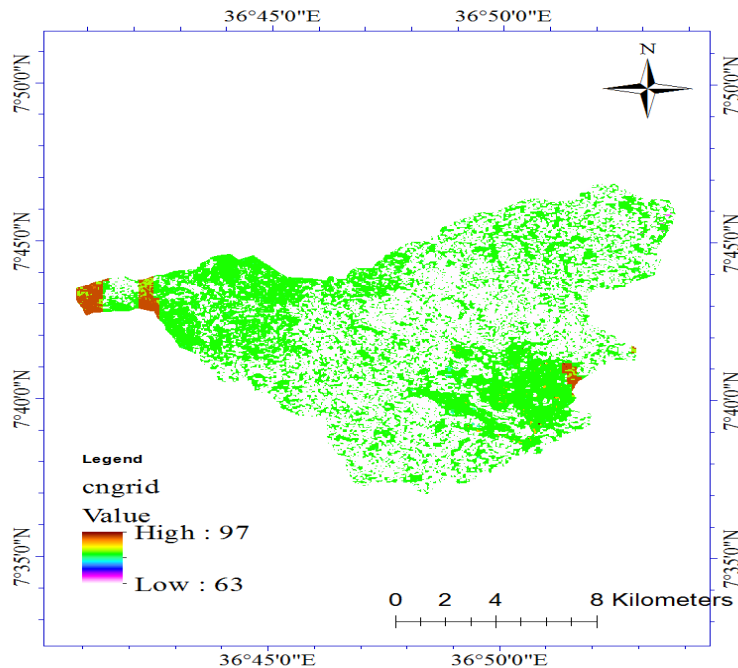 36°45'0"E 36°50'0"E
N
7°50'0"N 7°50'0"N
7°45'0"N 7°45'0"N
7°40'0"N 7°40'0"N
7°35'0"N 7°35'0"N
Legend
cngrid
Value
High : 97
Low : 63
0 2 4 8 Kilometers
36°45'0"E 36°50'0"E